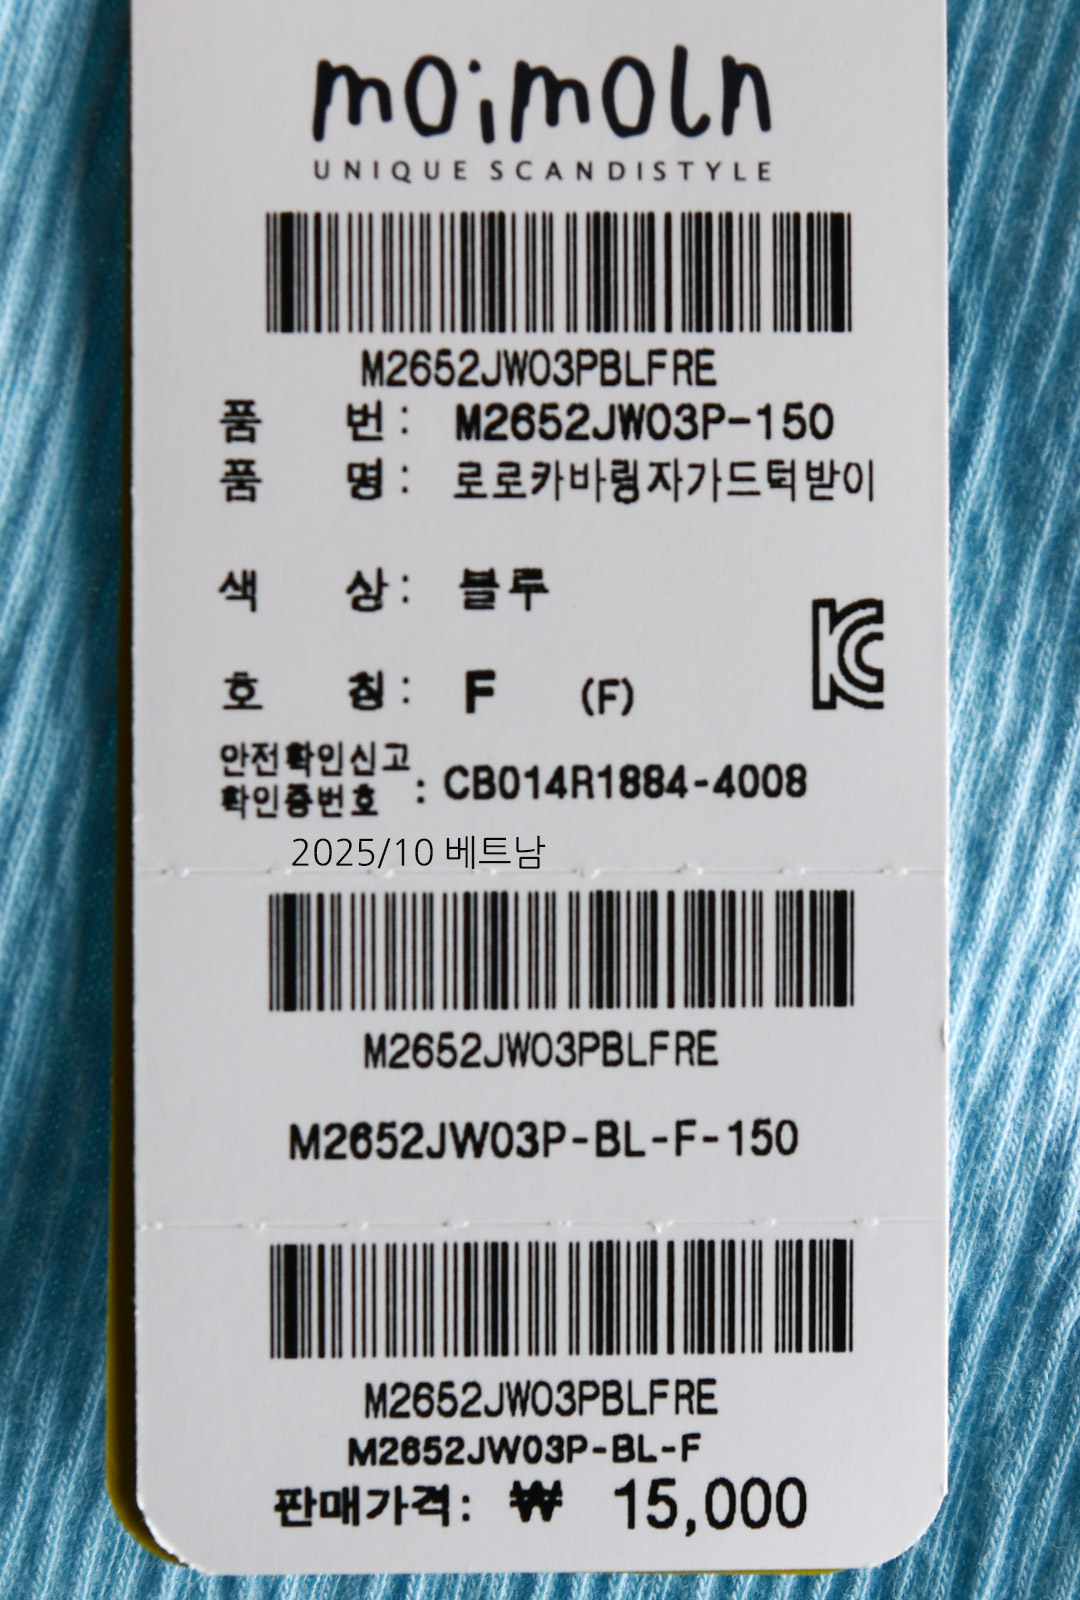 moimoln
UNIQUE SCANDISTYLE
M2652JW03PBLFRE
품 번 : M2652JW03P-150
품 명 : 로로카바링자가드턱받이
색 상 : 블루
호 칭 : F (F)
KC
안전확인신고
확인증번호 : CB014R1884-4008
2025/10 베트남
M2652JW03PBLFRE
M2652JW03P-BL-F-150
M2652JW03PBLFRE
M2652JW03P-BL-F
판매가격: ₩ 15,000